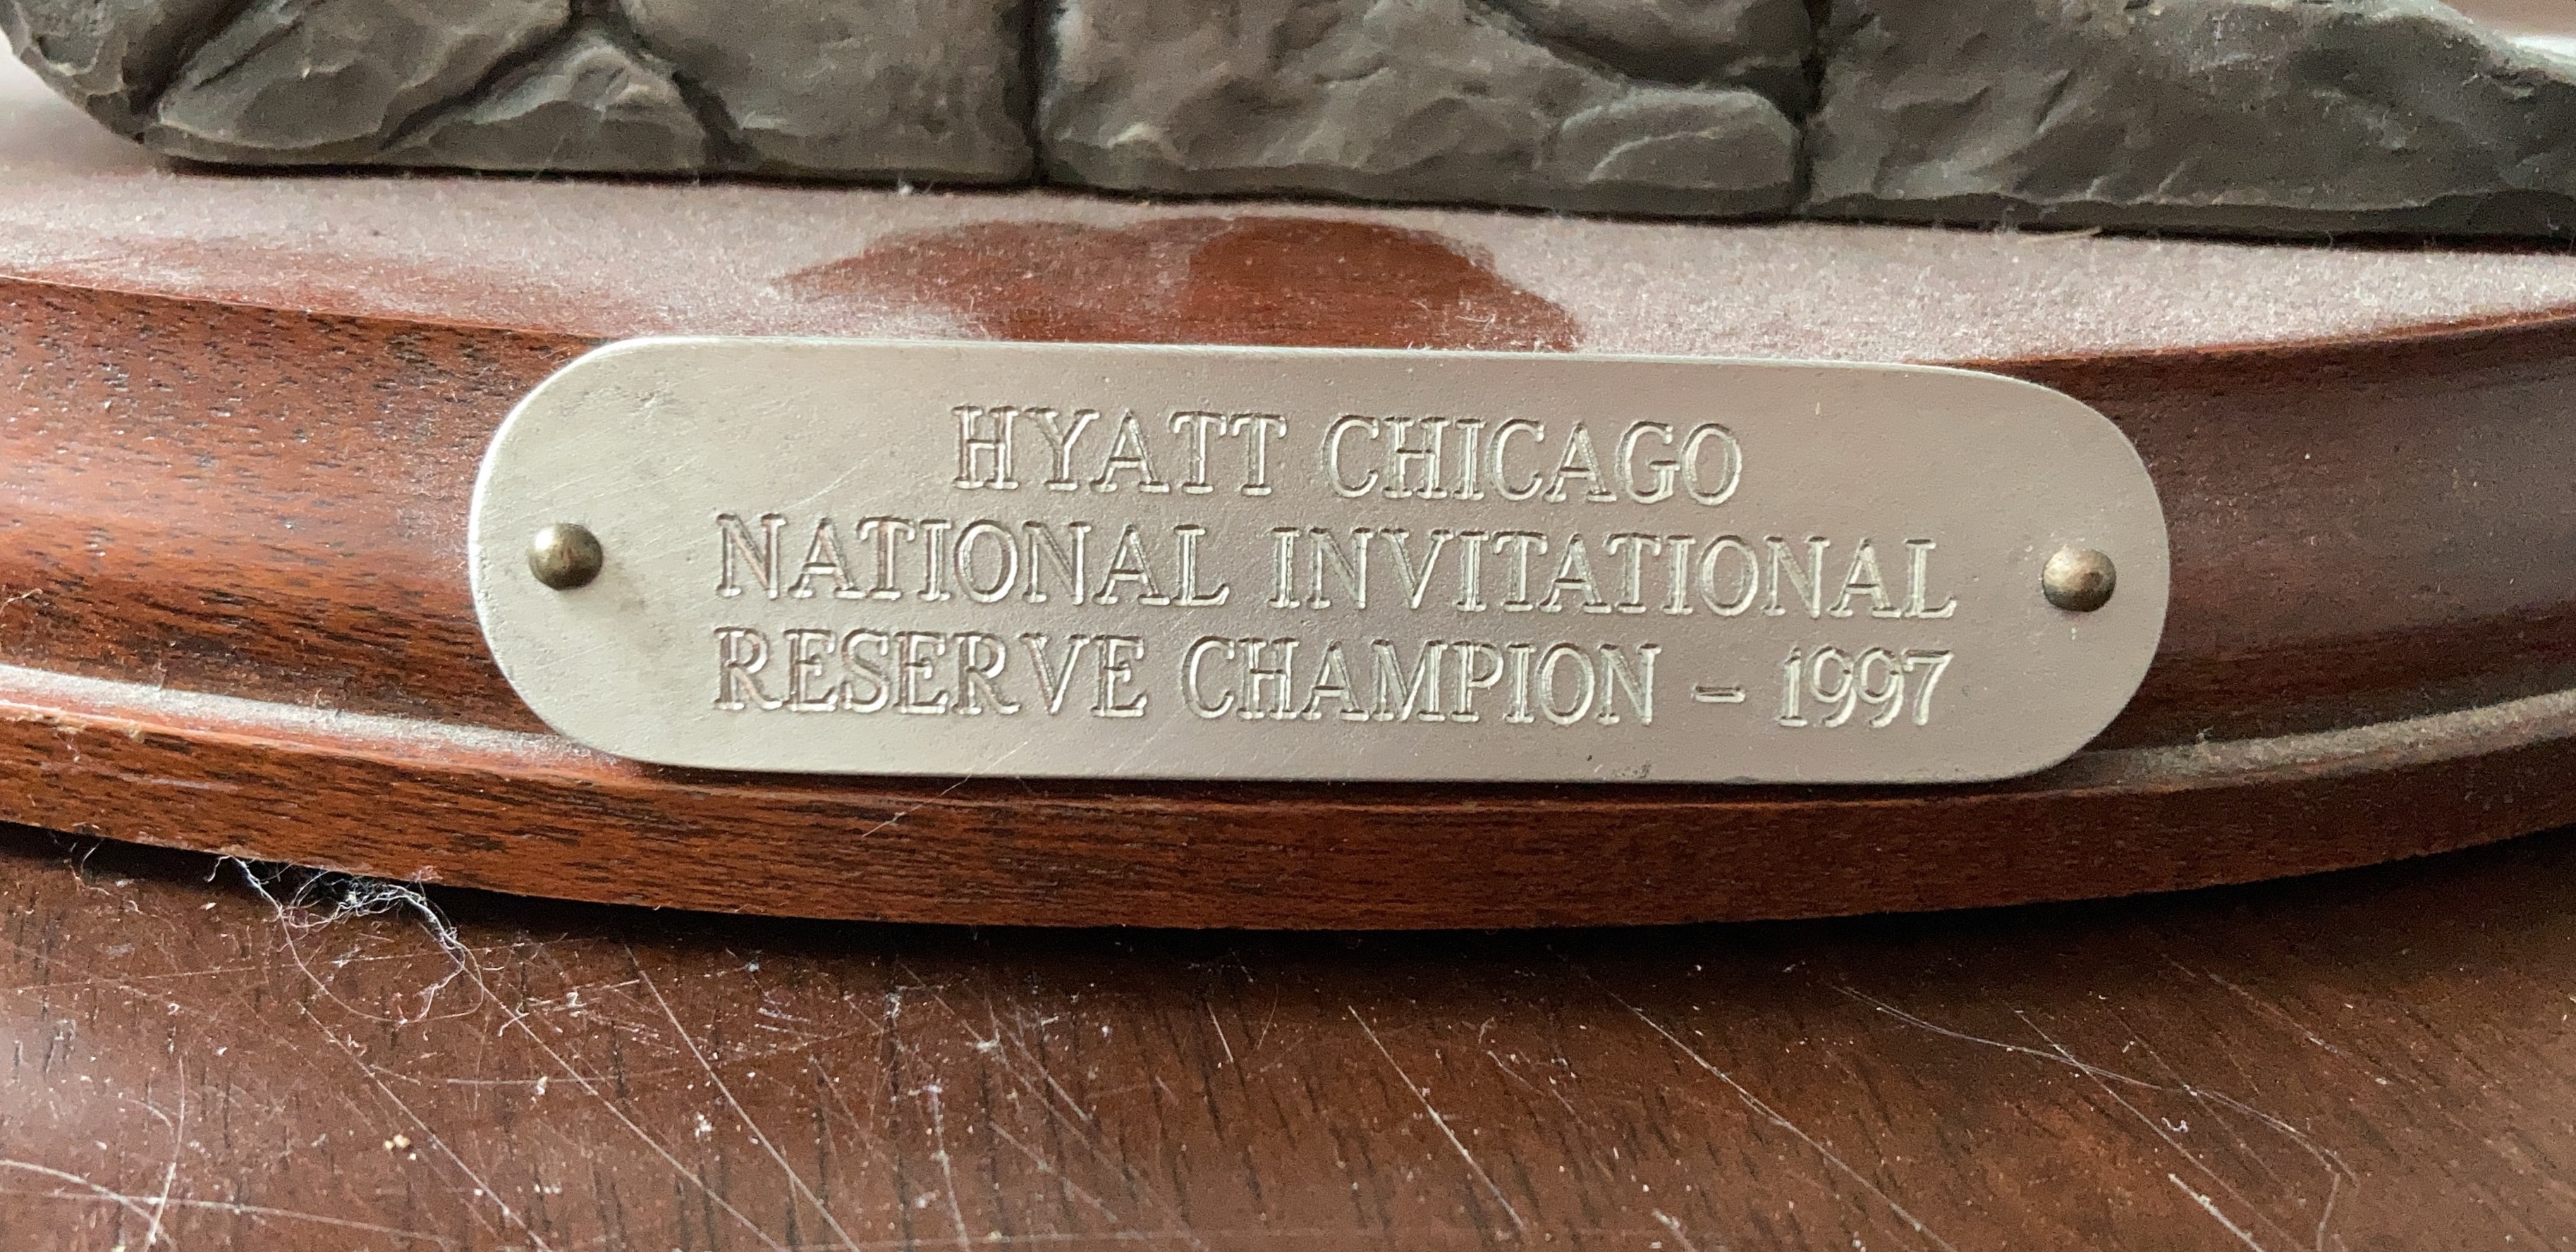 HYATT CHICAGO
NATIONAL INVITATIONAL
RESERVE CHAMPION - 1997